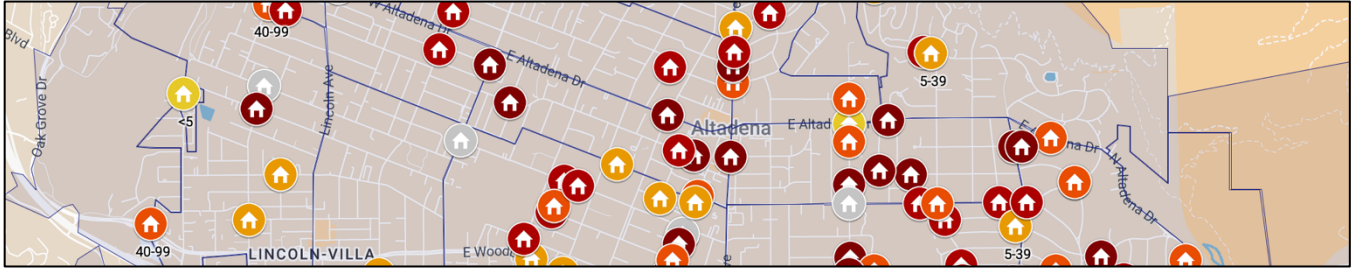 40-99
W Altadena Dr
Blvd
E Altadena Dr
5-39
<5
Oak Grove Dr
Lincoln Ave
Altadena
E Altad
r
E
na Dr
N Altadena Dr
40-99
LINCOLN-VILLA
E Wood
5-39